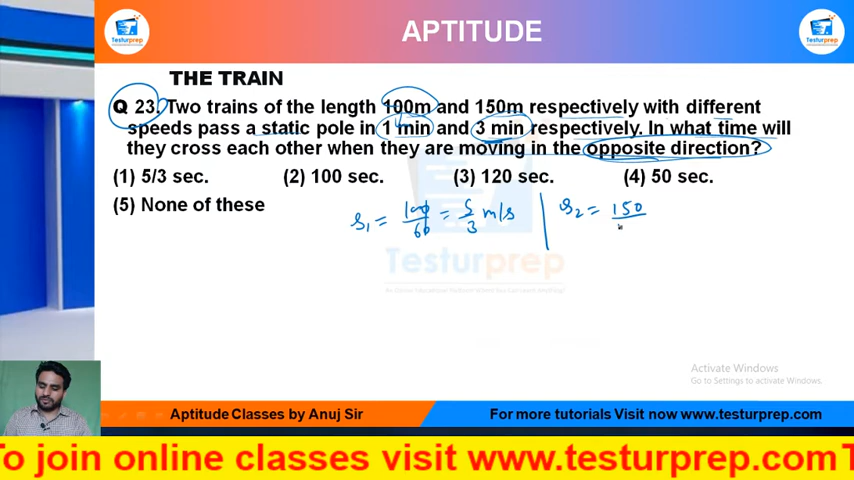 APTITUDE
Testurprep
Testurprep
THE TRAIN
Q 23. Two trains of the length 100m and 150m respectively with different
speeds pass a static pole in 1 min and 3 min respectively. In what time will
they cross each other when they are moving in the opposite direction?
(1) 5/3 sec. (2) 100 sec. (3) 120 sec. (4) 50 sec.
(5) None of these
S₁ = 100/60 = 5/3 m/s | S₂ = 150
Testurprep
Activate Windows
Go to Settings to activate Windows.
Aptitude Classes by Anuj Sir For more tutorials Visit now www.testurprep.com
To join online classes visit www.testurprep.com T